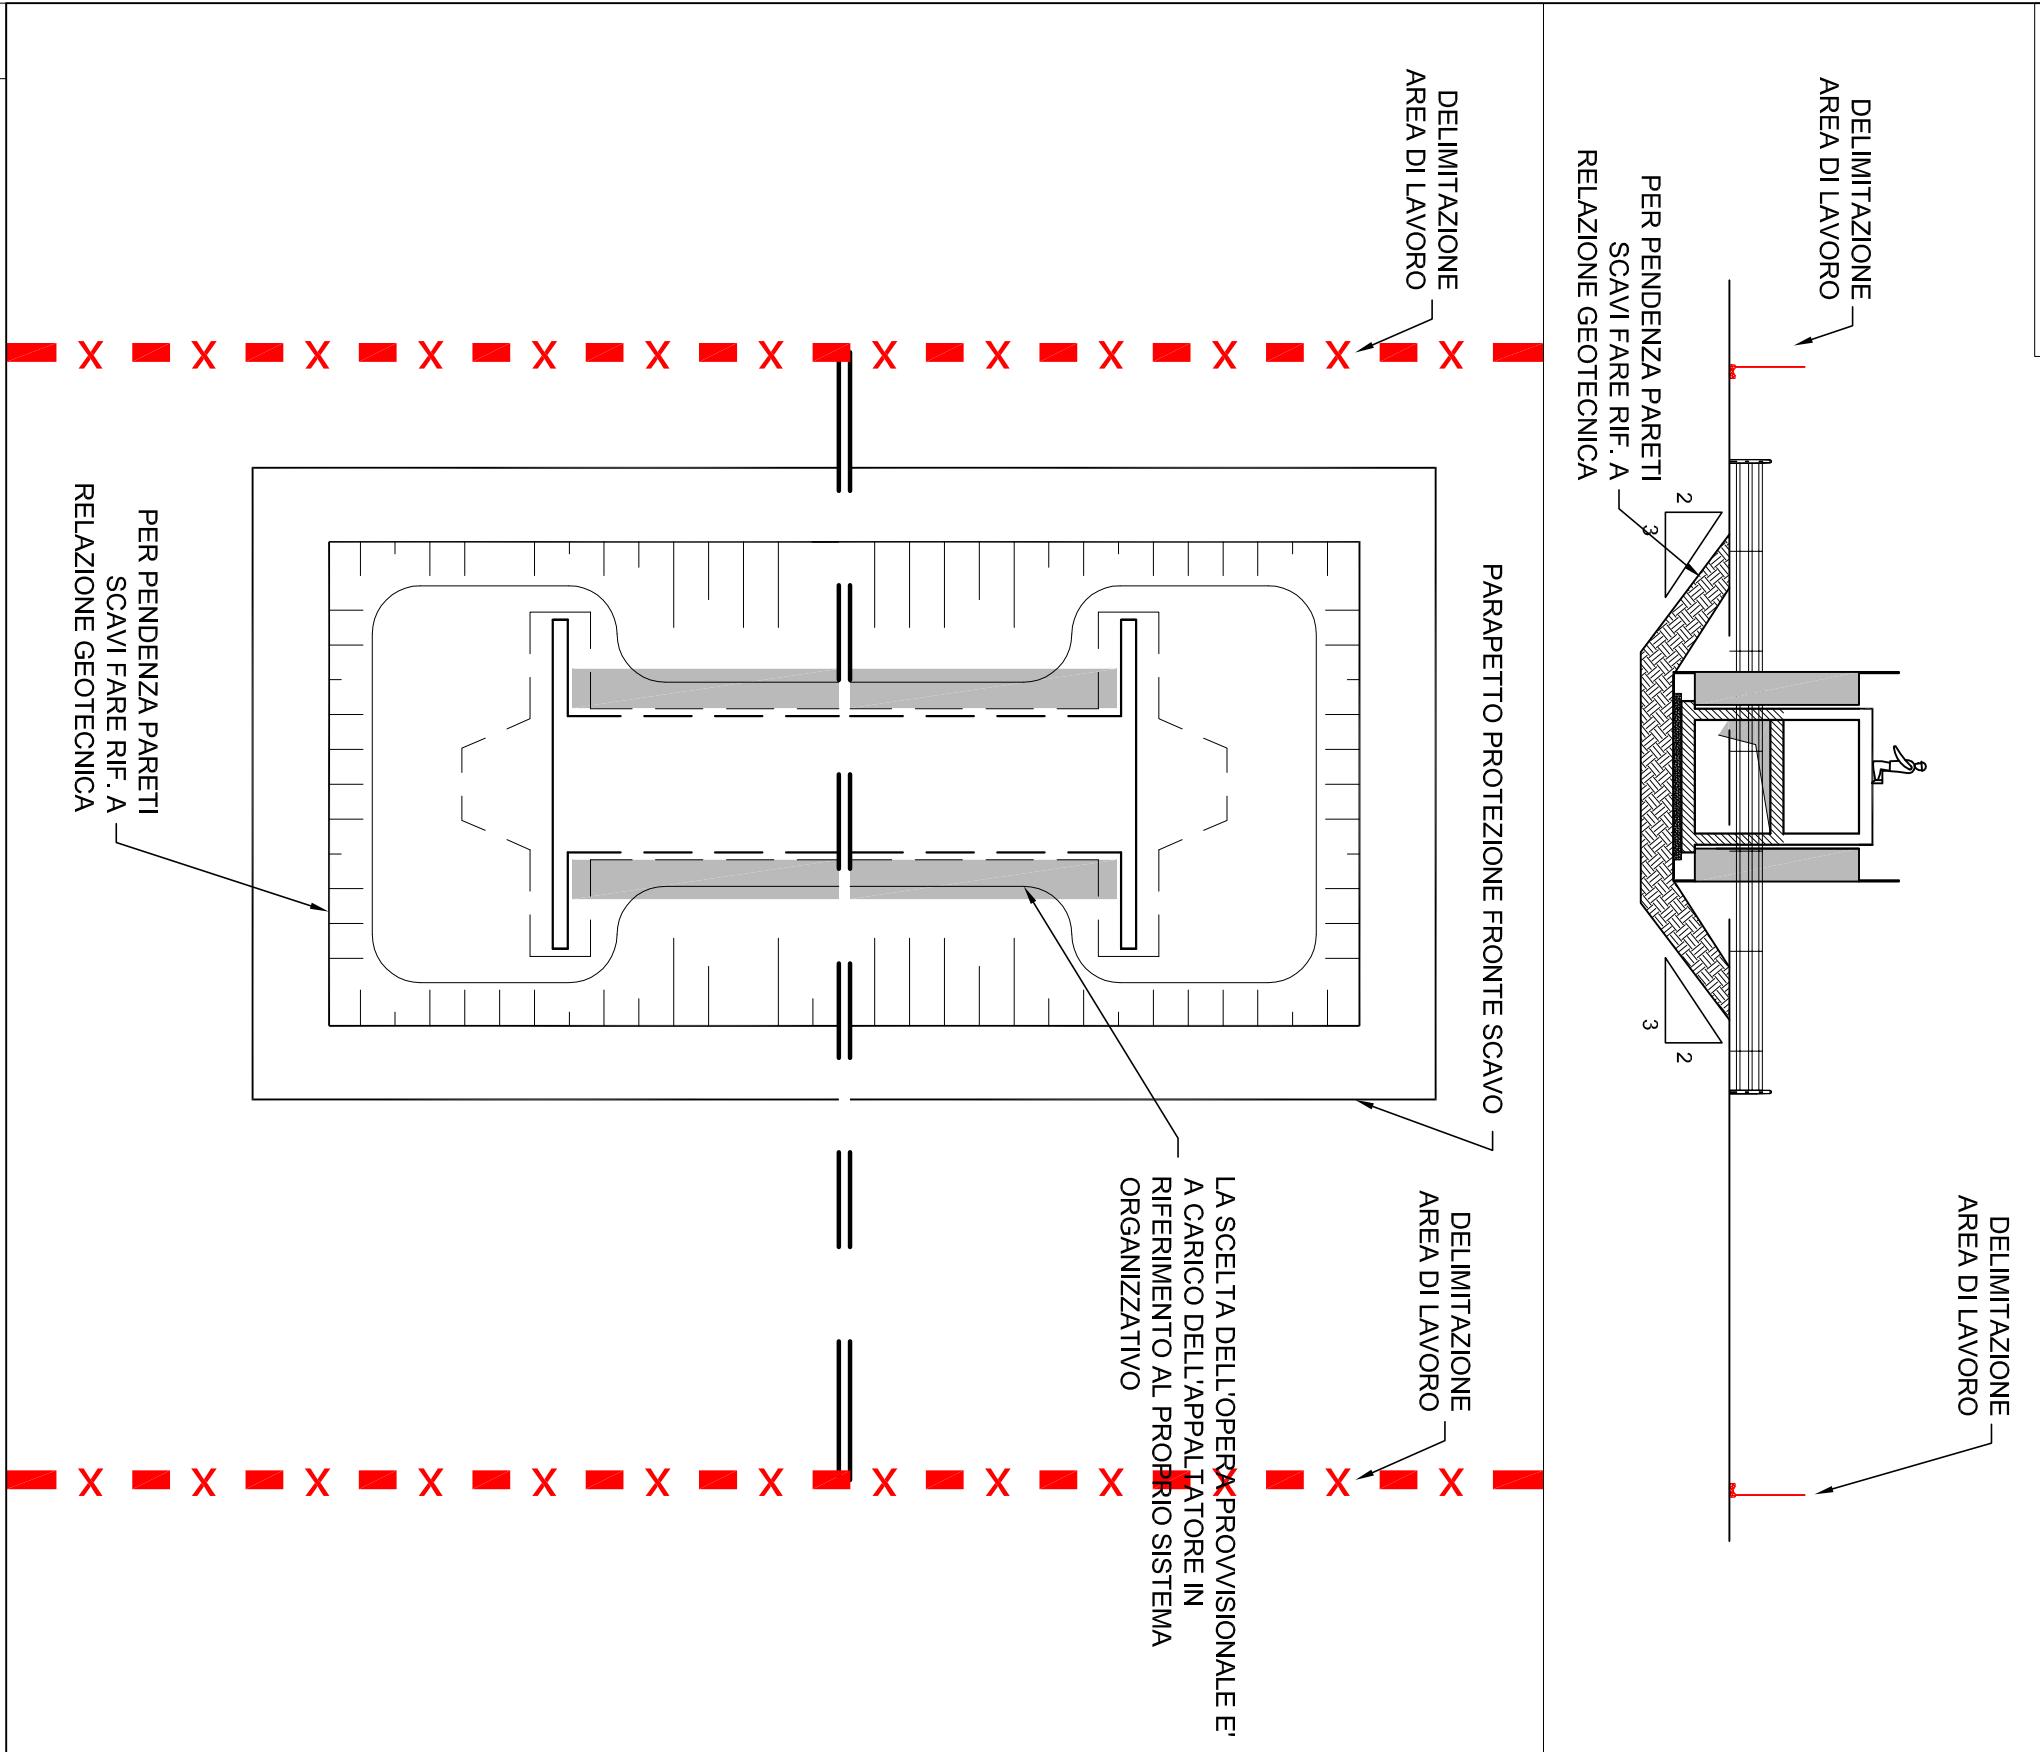 DELIMITAZIONE
AREA DI LAVORO
DELIMITAZIONE
AREA DI LAVORO
PER PENDENZA PARETI
SCAVI FARE RIF. A
RELAZIONE GEOTECNICA
2
3
2
3
PARAPETTO PROTEZIONE FRONTE SCAVO
DELIMITAZIONE
AREA DI LAVORO
DELIMITAZIONE
AREA DI LAVORO
LA SCELTA DELL'OPERA PROVVISIONALE E'
A CARICO DELL'APPALTATORE IN
RIFERIMENTO AL PROPRIO SISTEMA
ORGANIZZATIVO
PER PENDENZA PARETI
SCAVI FARE RIF. A
RELAZIONE GEOTECNICA